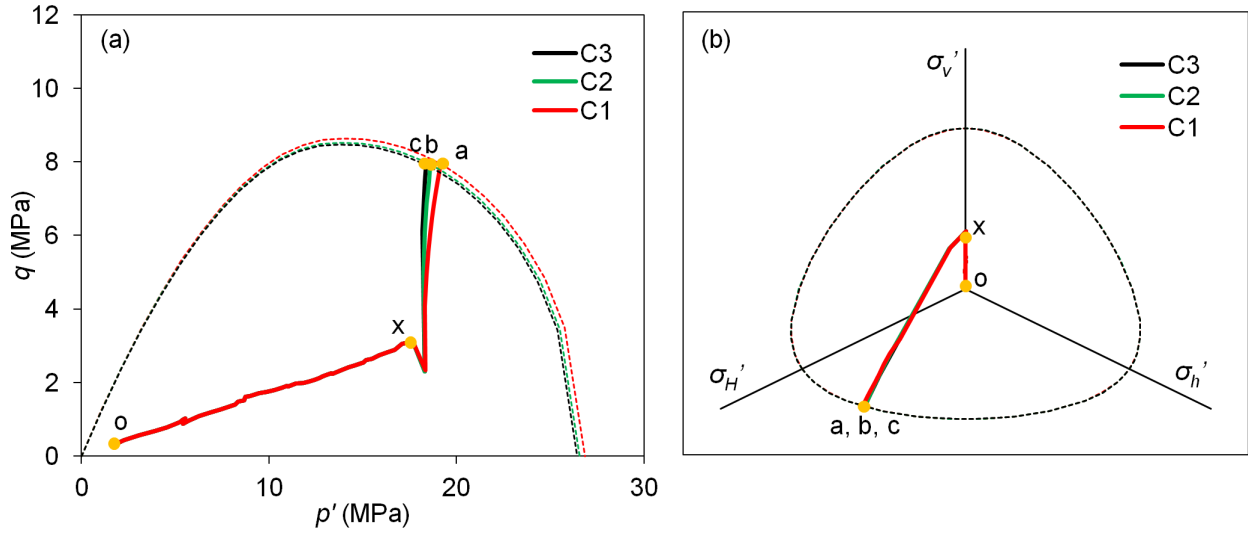 (a)
12
10
8
6
4
2
0
q (MPa)
C3
C2
C1
c b a
x
o
0 10 20 30
p' (MPa)
(b)
σv’
C3
C2
C1
x
o
σH’
σh’
a, b, c